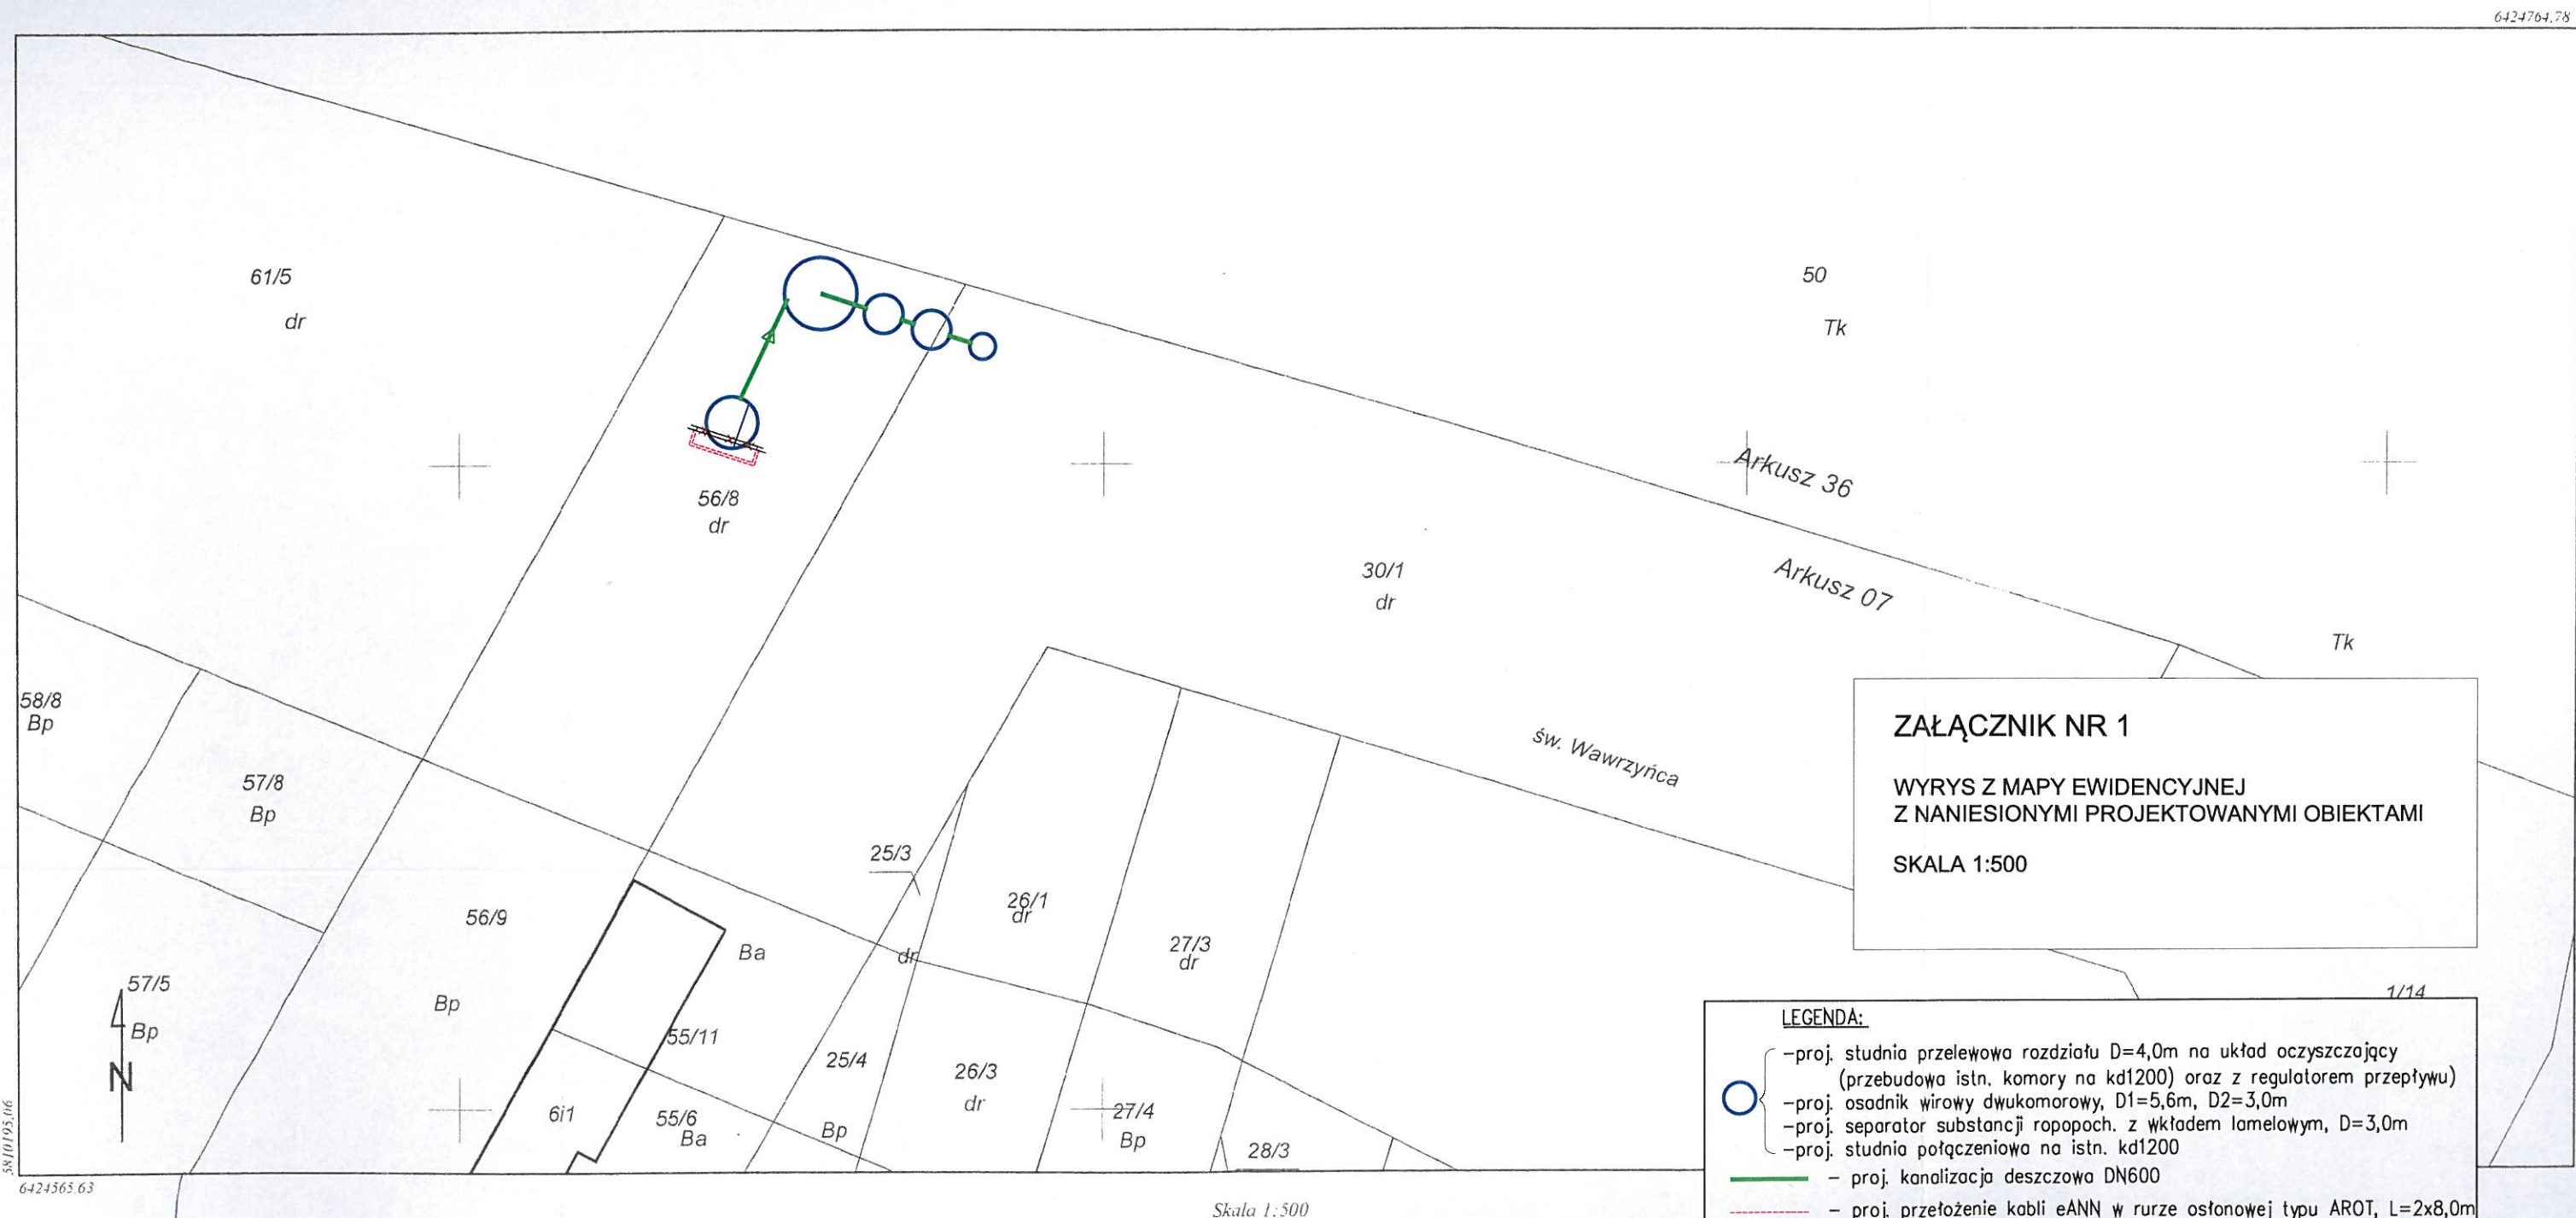 6424764,78
61/5
dr
50
Tk
56/8
dr
Arkusz 36
Arkusz 07
30/1
dr
Tk
58/8
Bp
57/8
Bp
św. Wawrzyńca
ZAŁĄCZNIK NR 1
WYRYS Z MAPY EWIDENCYJNEJ
Z NANIESIONYMI PROJEKTOWANYMI OBIEKTAMI
SKALA 1:500
25/3
26/1
dr
56/9
27/3
dr
Ba
dr
57/5
Bp
N
Bp
55/11
25/4
26/3
dr
6i1
55/6
Ba
Bp
27/4
Bp
28/3
1/14
LEGENDA:
-proj. studnia przelewowa rozdziału D=4,0m na układ oczyszczający
(przebudowa istn. komory na kd1200) oraz z regulatorem przepływu)
-proj. osadnik wirowy dwukomorowy, D1=5,6m, D2=3,0m
-proj. separator substancji ropopoch. z wkładem lamelowym, D=3,0m
-proj. studnia połączeniowa na istn. kd1200
- proj. kanalizacja deszczowa DN600
- proj. przełożenie kabli eANN w rurze osłonowej typu AROT, L=2x8,0m
5810195,06
6424565,63
Skala 1:500